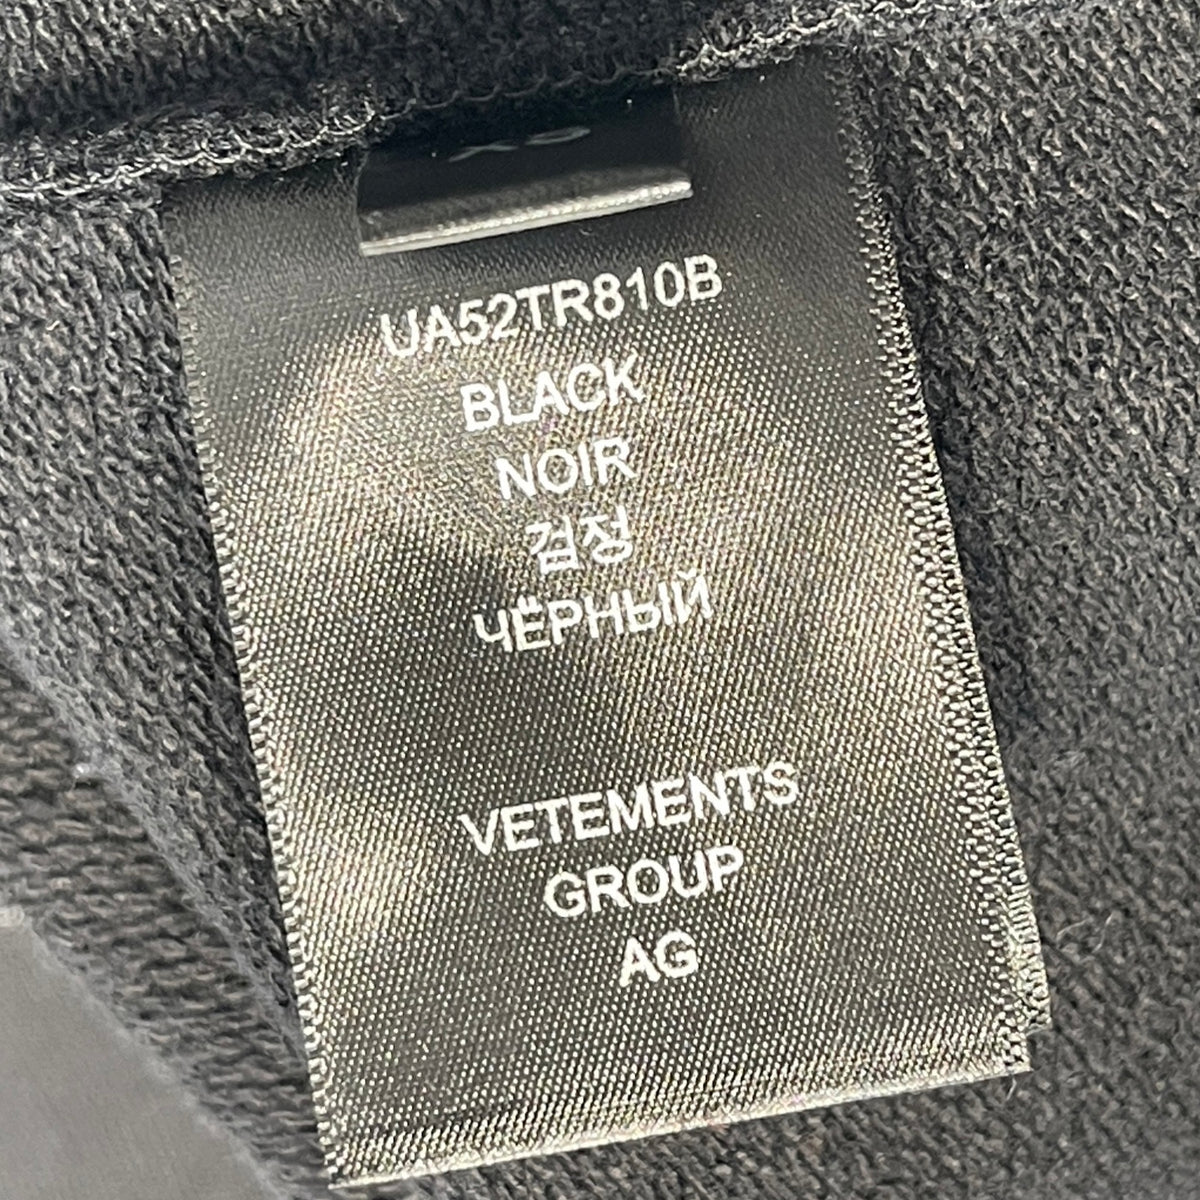 UA52TR810B
BLACK
NOIR
검정
ЧЁРНЫЙ
VETEMENTS
GROUP
AG